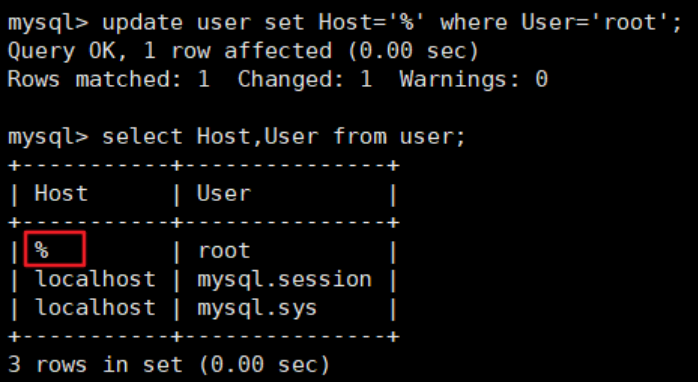 mysql> update user set Host='%' where User='root';
Query OK, 1 row affected (0.00 sec)
Rows matched: 1  Changed: 1  Warnings: 0

mysql> select Host,User from user;
+-----------+---------------+
| Host      | User          |
+-----------+---------------+
| %         | root          |
| localhost | mysql.session |
| localhost | mysql.sys     |
+-----------+---------------+
3 rows in set (0.00 sec)